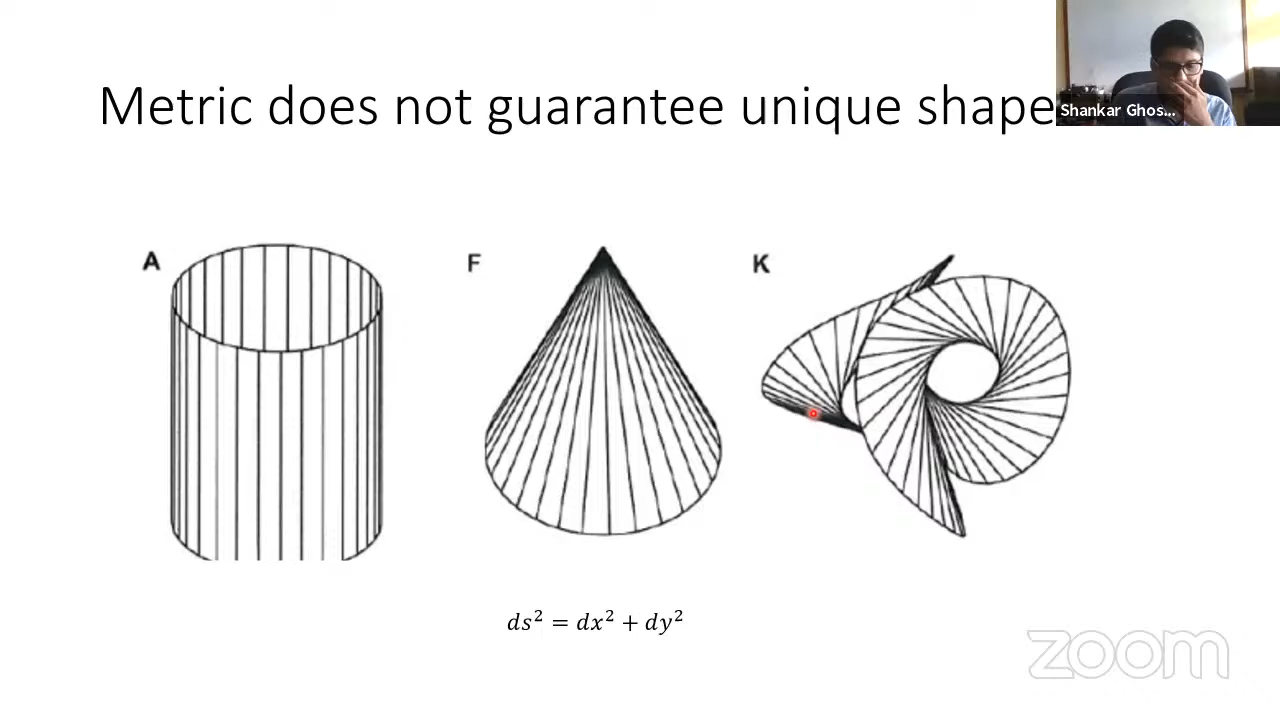 Metric does not guarantee unique shape
Shankar Ghos...
A
F
K
ds² = dx² + dy²
zoom